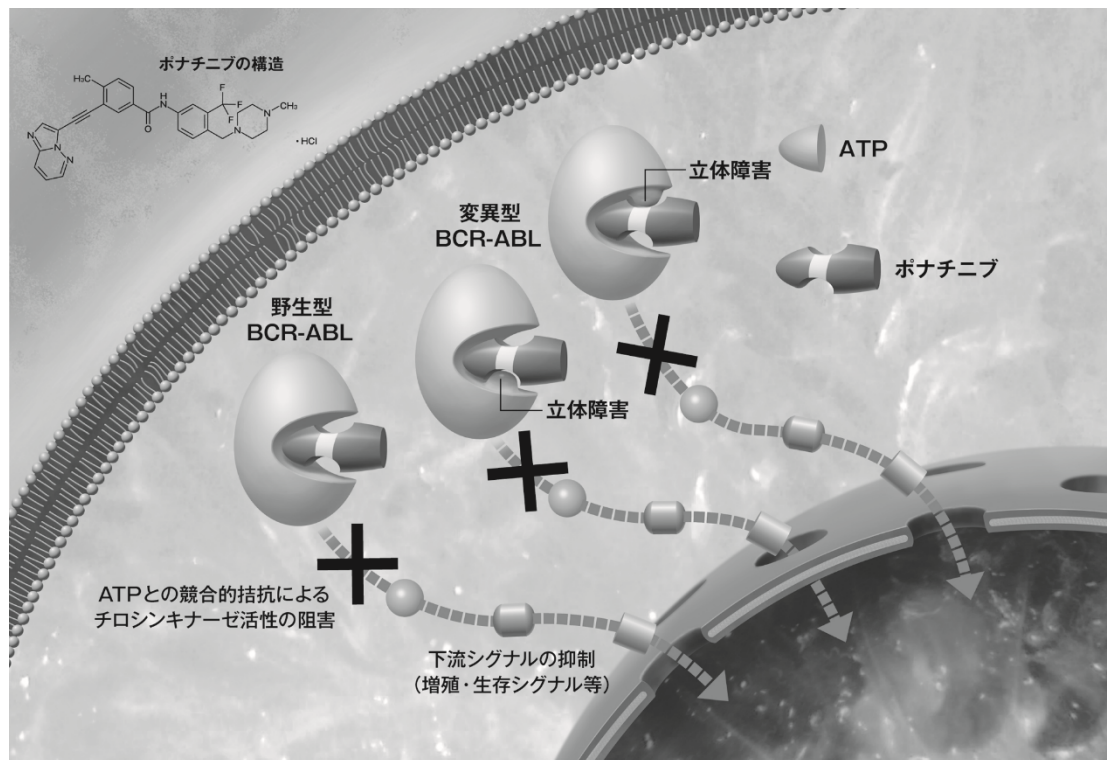 ポナチニブの構造
H₃C
N
N
N
O
H
N
F
F
F
N
N
CH₃
・HCl
ATP
立体障害
変異型
BCR-ABL
ポナチニブ
野生型
BCR-ABL
立体障害
ATPとの競合的拮抗による
チロシンキナーゼ活性の阻害
下流シグナルの抑制
（増殖・生存シグナル等）